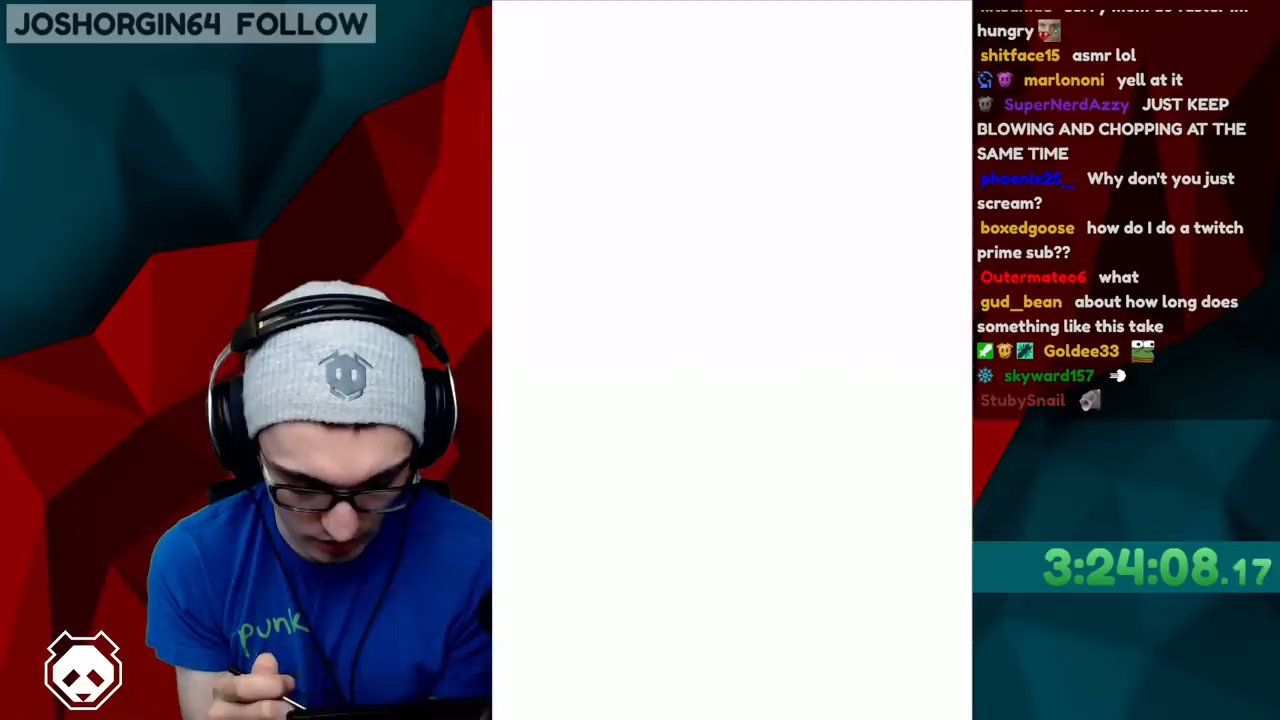 JOSHORGIN64 FOLLOW
hungry
shitface15 asmr lol
marlononi yell at it
SuperNerdAzzy JUST KEEP
BLOWING AND CHOPPING AT THE
SAME TIME
phoenix25__ Why don't you just
scream?
boxedgoose how do I do a twitch
prime sub??
Outermateo6 what
gud__bean about how long does
something like this take
Goldee33
skyward157
StubySnail
3:24:08.17
punk